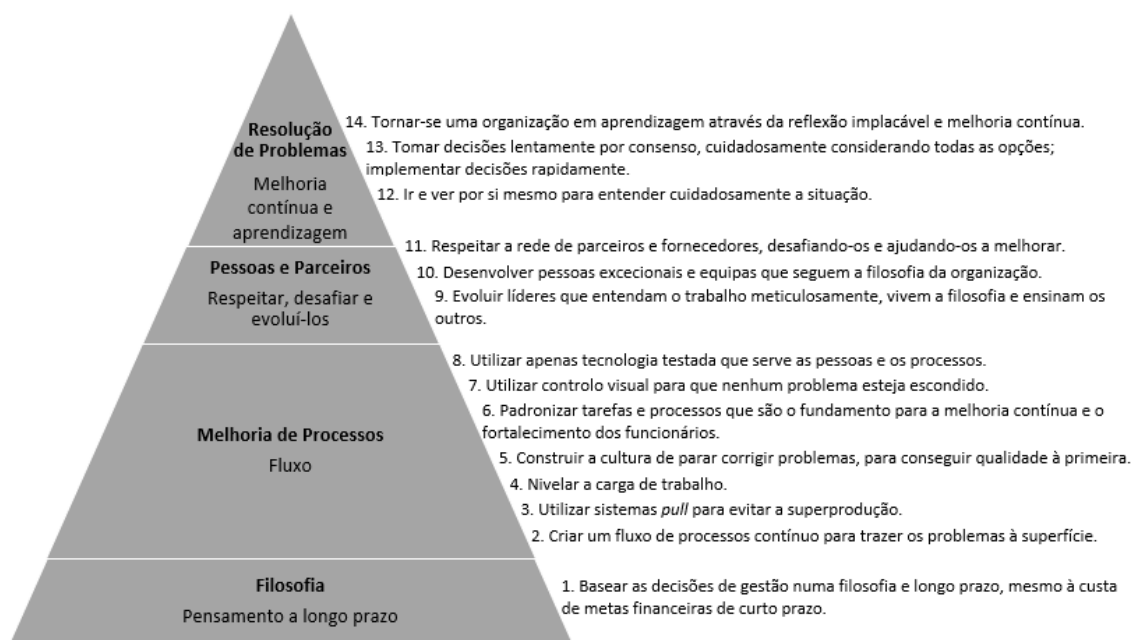 Resolução
de Problemas
Melhoria
contínua e
aprendizagem
14. Tornar-se uma organização em aprendizagem através da reflexão implacável e melhoria contínua.
13. Tomar decisões lentamente por consenso, cuidadosamente considerando todas as opções;
implementar decisões rapidamente.
12. Ir e ver por si mesmo para entender cuidadosamente a situação.
Pessoas e Parceiros
Respeitar, desafiar e
evoluí-los
11. Respeitar a rede de parceiros e fornecedores, desafiando-os e ajudando-os a melhorar.
10. Desenvolver pessoas excecionais e equipas que seguem a filosofia da organização.
9. Evoluir líderes que entendam o trabalho meticulosamente, vivem a filosofia e ensinam os
outros.
Melhoria de Processos
Fluxo
8. Utilizar apenas tecnologia testada que serve as pessoas e os processos.
7. Utilizar controlo visual para que nenhum problema esteja escondido.
6. Padronizar tarefas e processos que são o fundamento para a melhoria contínua e o
fortalecimento dos funcionários.
5. Construir a cultura de parar corrigir problemas, para conseguir qualidade à primeira.
4. Nivelar a carga de trabalho.
3. Utilizar sistemas pull para evitar a superprodução.
2. Criar um fluxo de processos contínuo para trazer os problemas à superfície.
Filosofia
Pensamento a longo prazo
1. Basear as decisões de gestão numa filosofia e longo prazo, mesmo à custa
de metas financeiras de curto prazo.